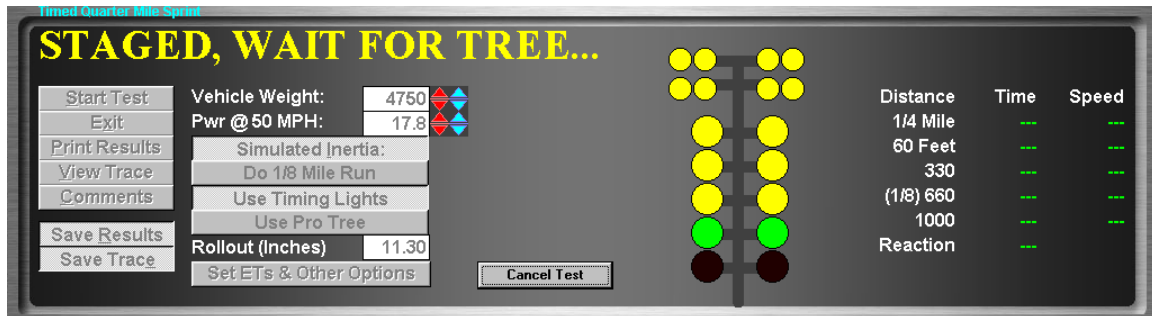 Timed Quarter Mile Sprint
STAGED, WAIT FOR TREE...
Start Test
Exit
Print Results
View Trace
Comments
Save Results
Save Trace
Vehicle Weight: 4750
Pwr @ 50 MPH: 17.8
Simulated Inertia:
Do 1/8 Mile Run
Use Timing Lights
Use Pro Tree
Rollout (Inches) 11.30
Set ETs & Other Options
Cancel Test
Distance Time Speed
1/4 Mile --- ---
60 Feet --- ---
330 --- ---
(1/8) 660 --- ---
1000 --- ---
Reaction ---